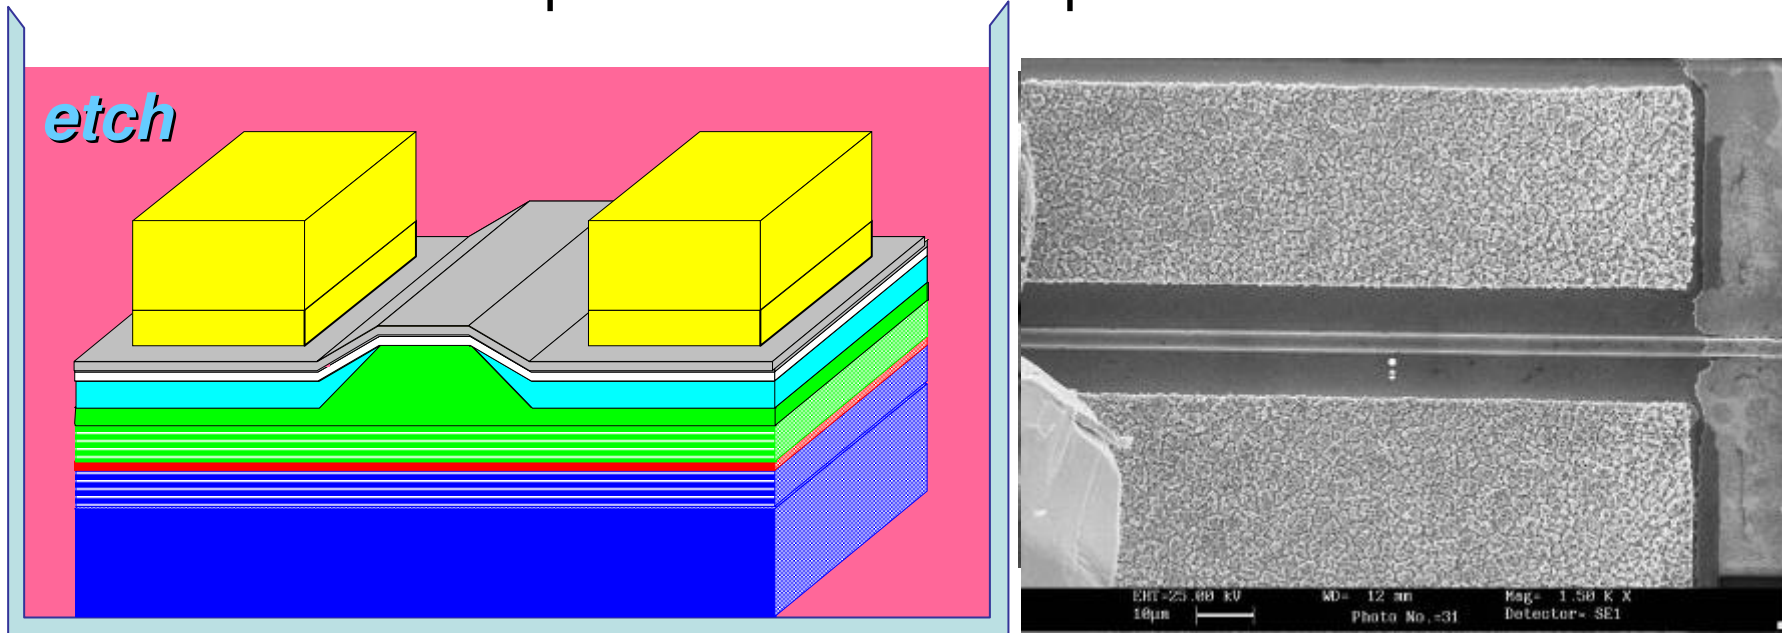 etch
EHT=25.00 kV WD= 12 mm Mag= 1.50 K X
10µm Photo No.=31 Detector= SE1